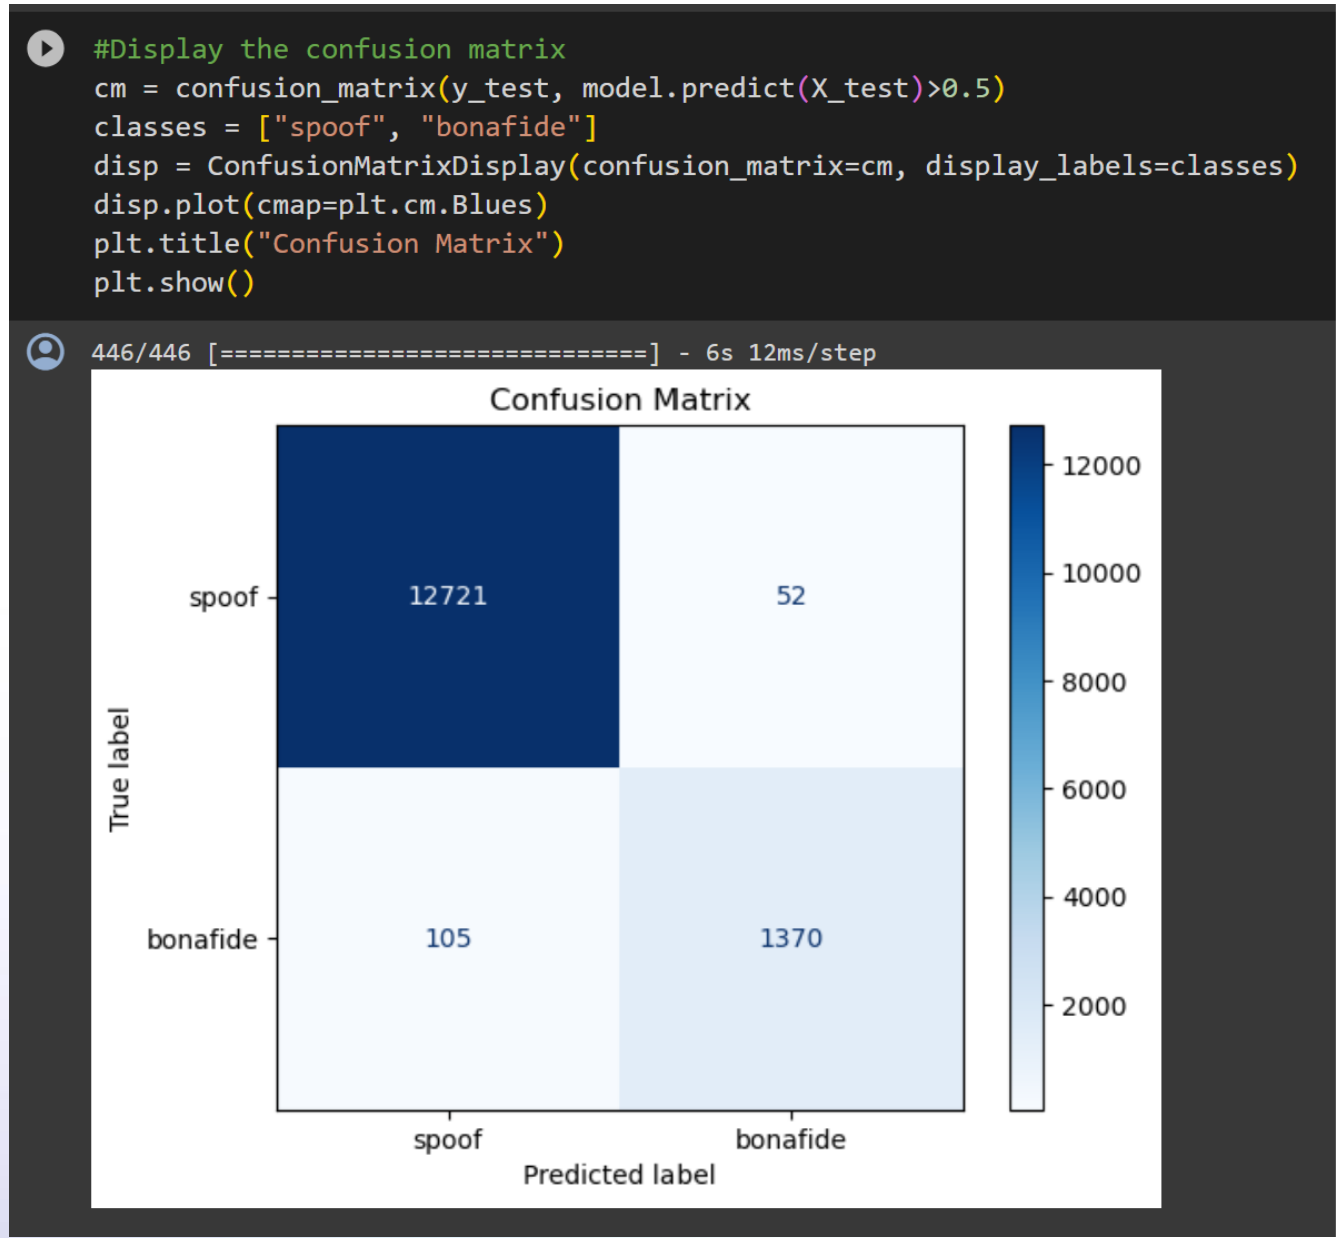 #Display the confusion matrix
cm = confusion_matrix(y_test, model.predict(X_test)>0.5)
classes = ["spoof", "bonafide"]
disp = ConfusionMatrixDisplay(confusion_matrix=cm, display_labels=classes)
disp.plot(cmap=plt.cm.Blues)
plt.title("Confusion Matrix")
plt.show()
446/446 [==============================] - 6s 12ms/step
Confusion Matrix
12000
10000
8000
6000
4000
2000
True label
spoof
12721
52
bonafide
105
1370
spoof
bonafide
Predicted label